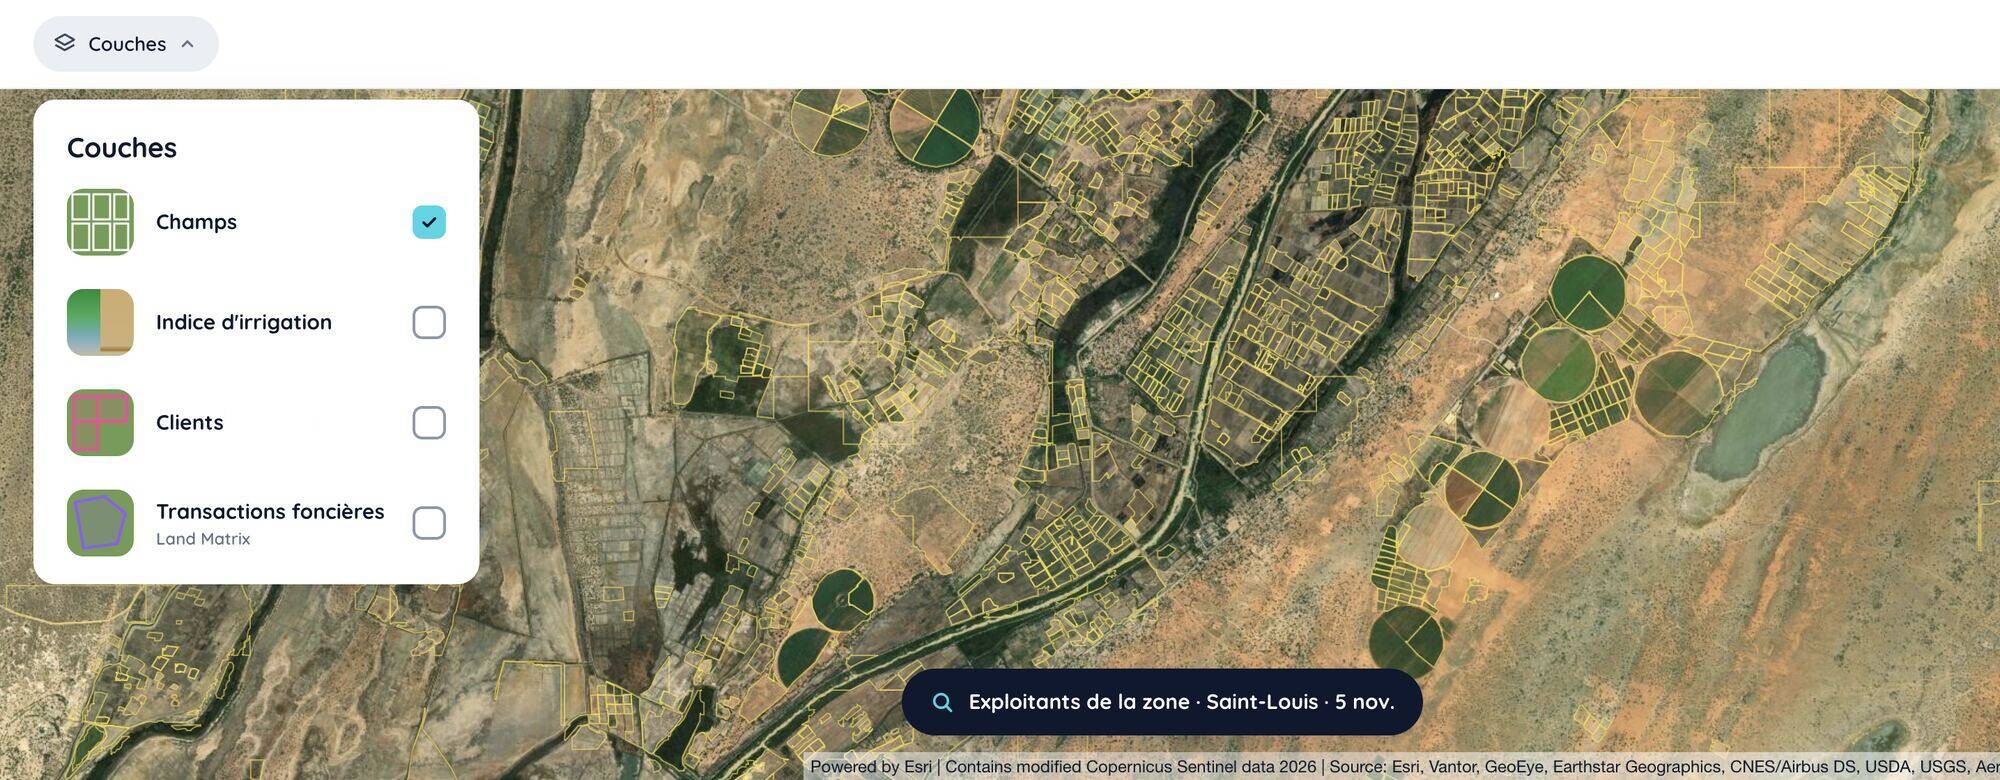 Couches
Couches
Champs
Indice d'irrigation
Clients
Transactions foncières
Land Matrix
Exploitants de la zone · Saint-Louis · 5 nov.
Powered by Esri | Contains modified Copernicus Sentinel data 2026 | Source: Esri, Vantor, GeoEye, Earthstar Geographics, CNES/Airbus DS, USDA, USGS, Aer